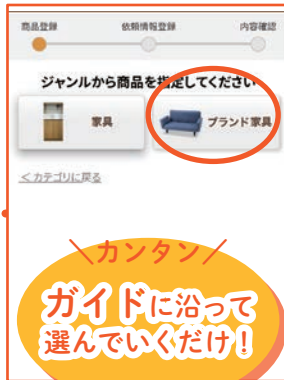 商品登録 依頼情報登録 内容確認
ジャンルから商品を指定してください
家具 ブランド家具
<カテゴリに戻る
＼カンタン／
ガイドに沿って
選んでいくだけ！